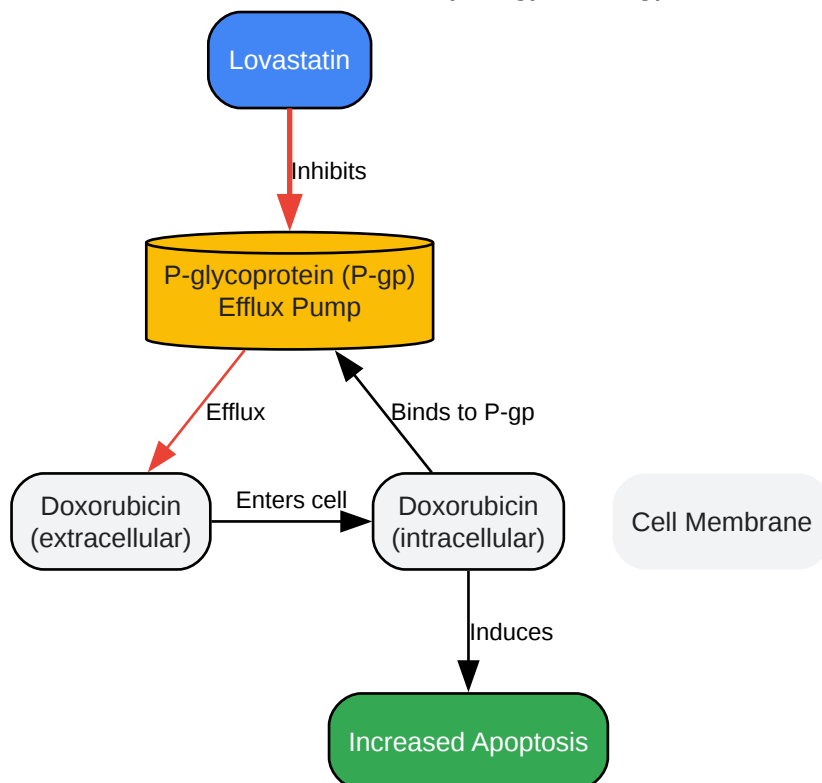 Lovastatin
Inhibits
P-glycoprotein (P-gp)
Efflux Pump
Efflux
Binds to P-gp
Doxorubicin
(extracellular)
Enters cell
Doxorubicin
(intracellular)
Cell Membrane
Induces
Increased Apoptosis